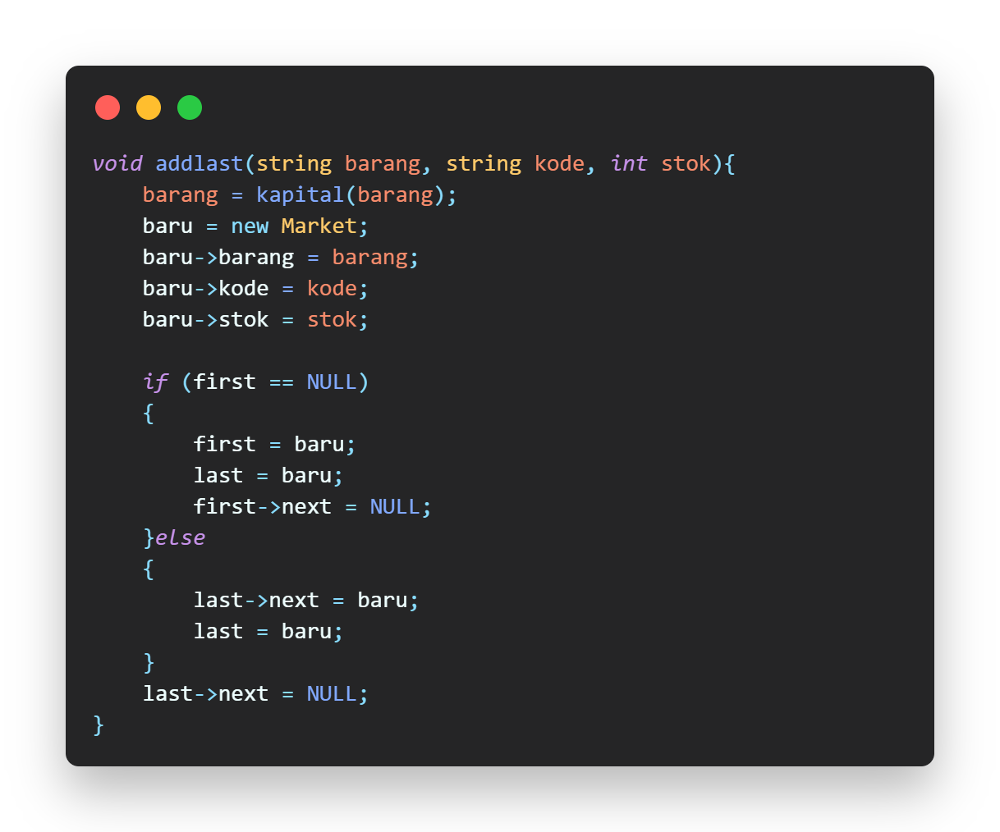 void addlast(string barang, string kode, int stok){
    barang = kapital(barang);
    baru = new Market;
    baru->barang = barang;
    baru->kode = kode;
    baru->stok = stok;

    if (first == NULL)
    {
        first = baru;
        last = baru;
        first->next = NULL;
    }else
    {
        last->next = baru;
        last = baru;
    }
    last->next = NULL;
}